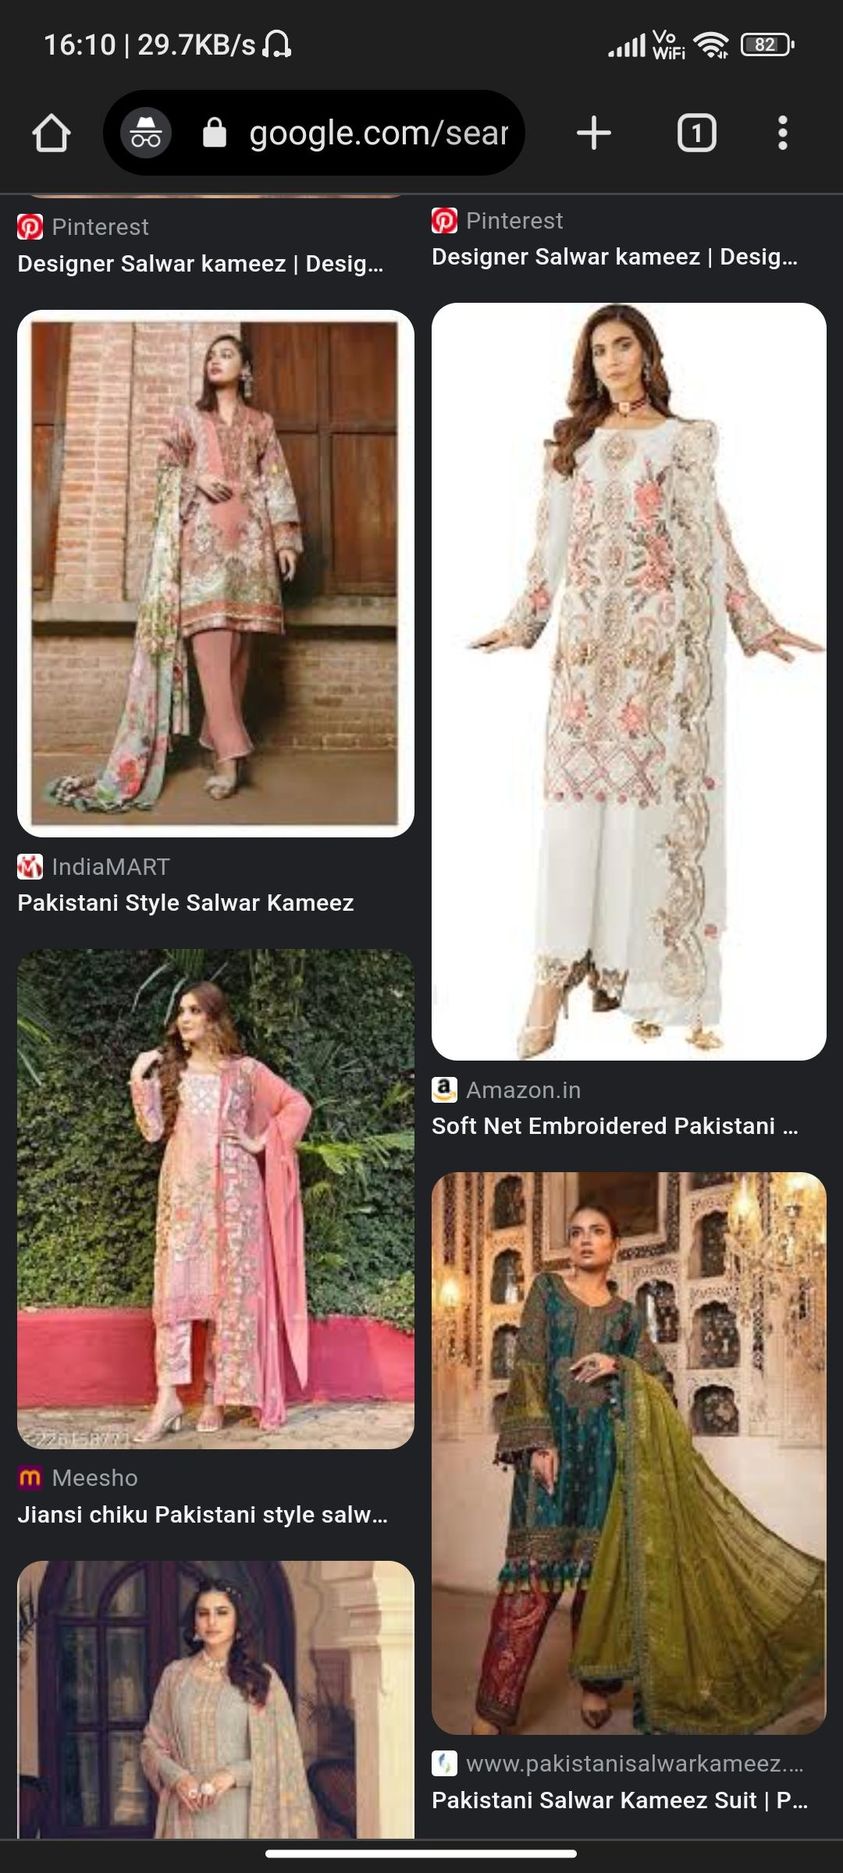 16:10 | 29.7KB/s
Vo
WiFi
82
google.com/sear
1
Pinterest
Designer Salwar kameez | Desig...
Pinterest
Designer Salwar kameez | Desig...
IndiaMART
Pakistani Style Salwar Kameez
Amazon.in
Soft Net Embroidered Pakistani ...
Meesho
Jiansi chiku Pakistani style salw...
www.pakistanisalwarkameez....
Pakistani Salwar Kameez Suit | P...